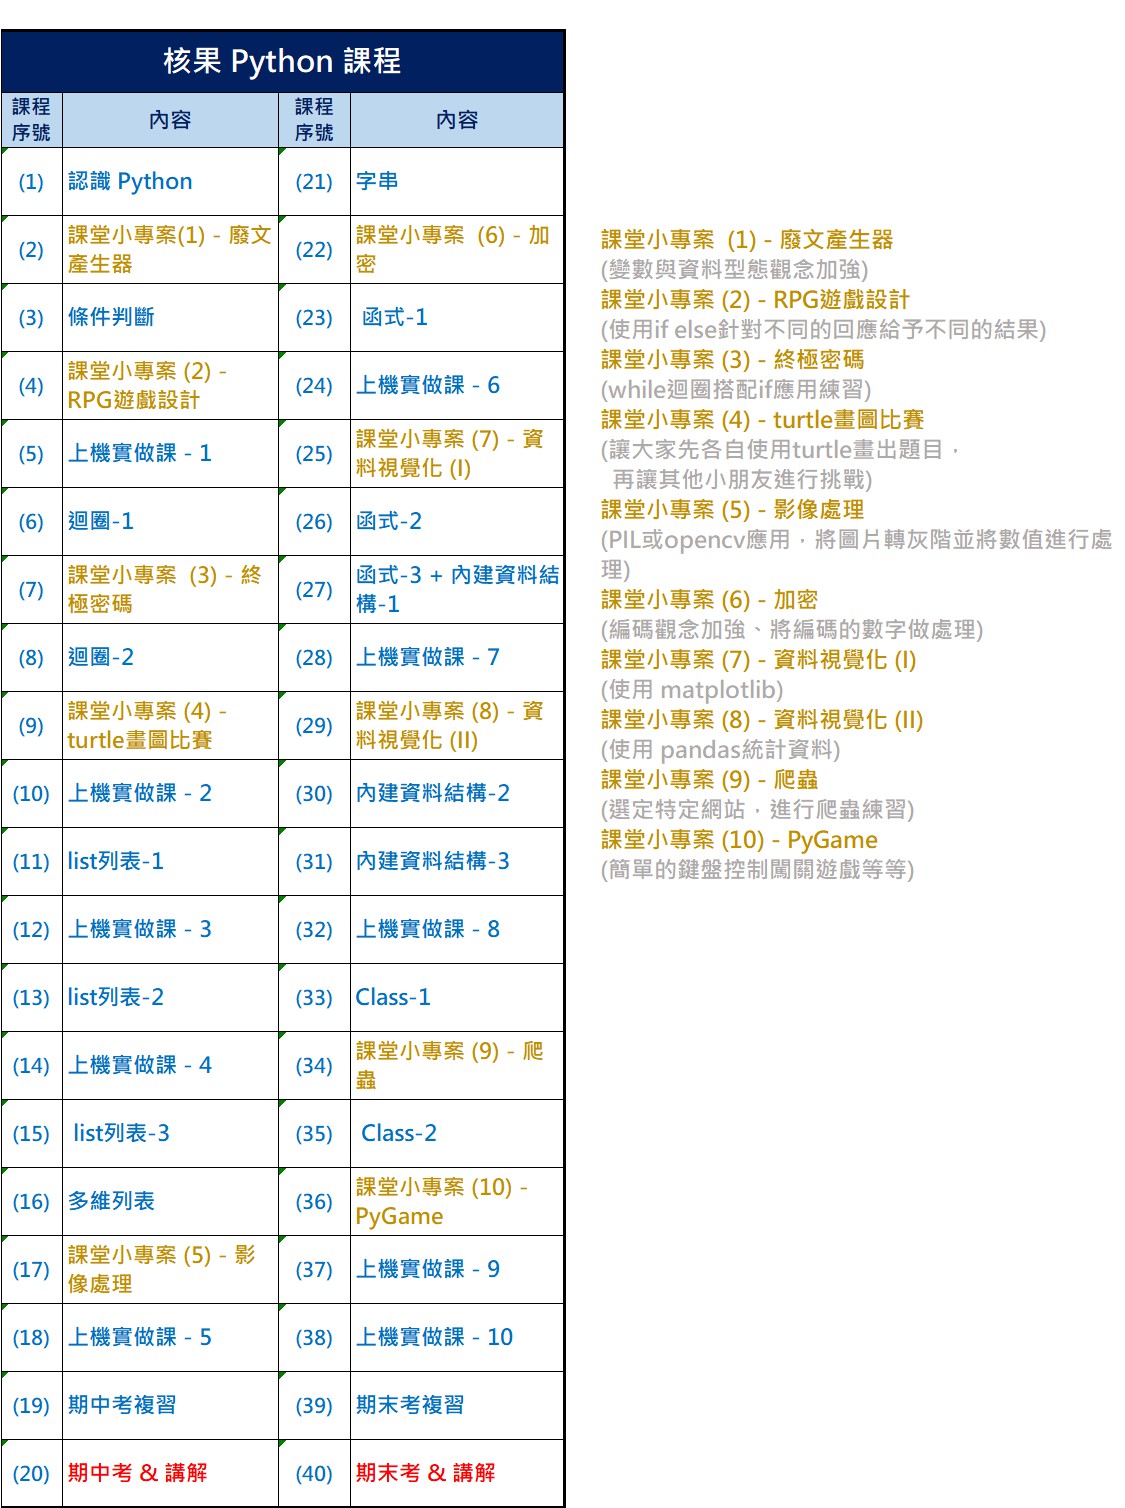 核果 Python 課程
課程
序號
內容
課程
序號
內容
(1)
認識 Python
(21)
字串
(2)
課堂小專案(1) - 廢文
產生器
(22)
課堂小專案 (6) - 加
密
(3)
條件判斷
(23)
函式-1
(4)
課堂小專案 (2) -
RPG遊戲設計
(24)
上機實做課 - 6
(5)
上機實做課 - 1
(25)
課堂小專案 (7) - 資
料視覺化 (I)
(6)
迴圈-1
(26)
函式-2
(7)
課堂小專案 (3) - 終
極密碼
(27)
函式-3 + 內建資料結
構-1
(8)
迴圈-2
(28)
上機實做課 - 7
(9)
課堂小專案 (4) -
turtle畫圖比賽
(29)
課堂小專案 (8) - 資
料視覺化 (II)
(10)
上機實做課 - 2
(30)
內建資料結構-2
(11)
list列表-1
(31)
內建資料結構-3
(12)
上機實做課 - 3
(32)
上機實做課 - 8
(13)
list列表-2
(33)
Class-1
(14)
上機實做課 - 4
(34)
課堂小專案 (9) - 爬
蟲
(15)
list列表-3
(35)
Class-2
(16)
多維列表
(36)
課堂小專案 (10) -
PyGame
(17)
課堂小專案 (5) - 影
像處理
(37)
上機實做課 - 9
(18)
上機實做課 - 5
(38)
上機實做課 - 10
(19)
期中考複習
(39)
期末考複習
(20)
期中考 & 講解
(40)
期末考 & 講解
課堂小專案 (1) - 廢文產生器
(變數與資料型態觀念加強)
課堂小專案 (2) - RPG遊戲設計
(使用if else針對不同的回應給予不同的結果)
課堂小專案 (3) - 終極密碼
(while迴圈搭配if應用練習)
課堂小專案 (4) - turtle畫圖比賽
(讓大家先各自使用turtle畫出題目，
再讓其他小朋友進行挑戰)
課堂小專案 (5) - 影像處理
(PIL或opencv應用，將圖片轉灰階並將數值進行處
理)
課堂小專案 (6) - 加密
(編碼觀念加強、將編碼的數字做處理)
課堂小專案 (7) - 資料視覺化 (I)
(使用 matplotlib)
課堂小專案 (8) - 資料視覺化 (II)
(使用 pandas統計資料)
課堂小專案 (9) - 爬蟲
(選定特定網站，進行爬蟲練習)
課堂小專案 (10) - PyGame
(簡單的鍵盤控制闖關遊戲等等)